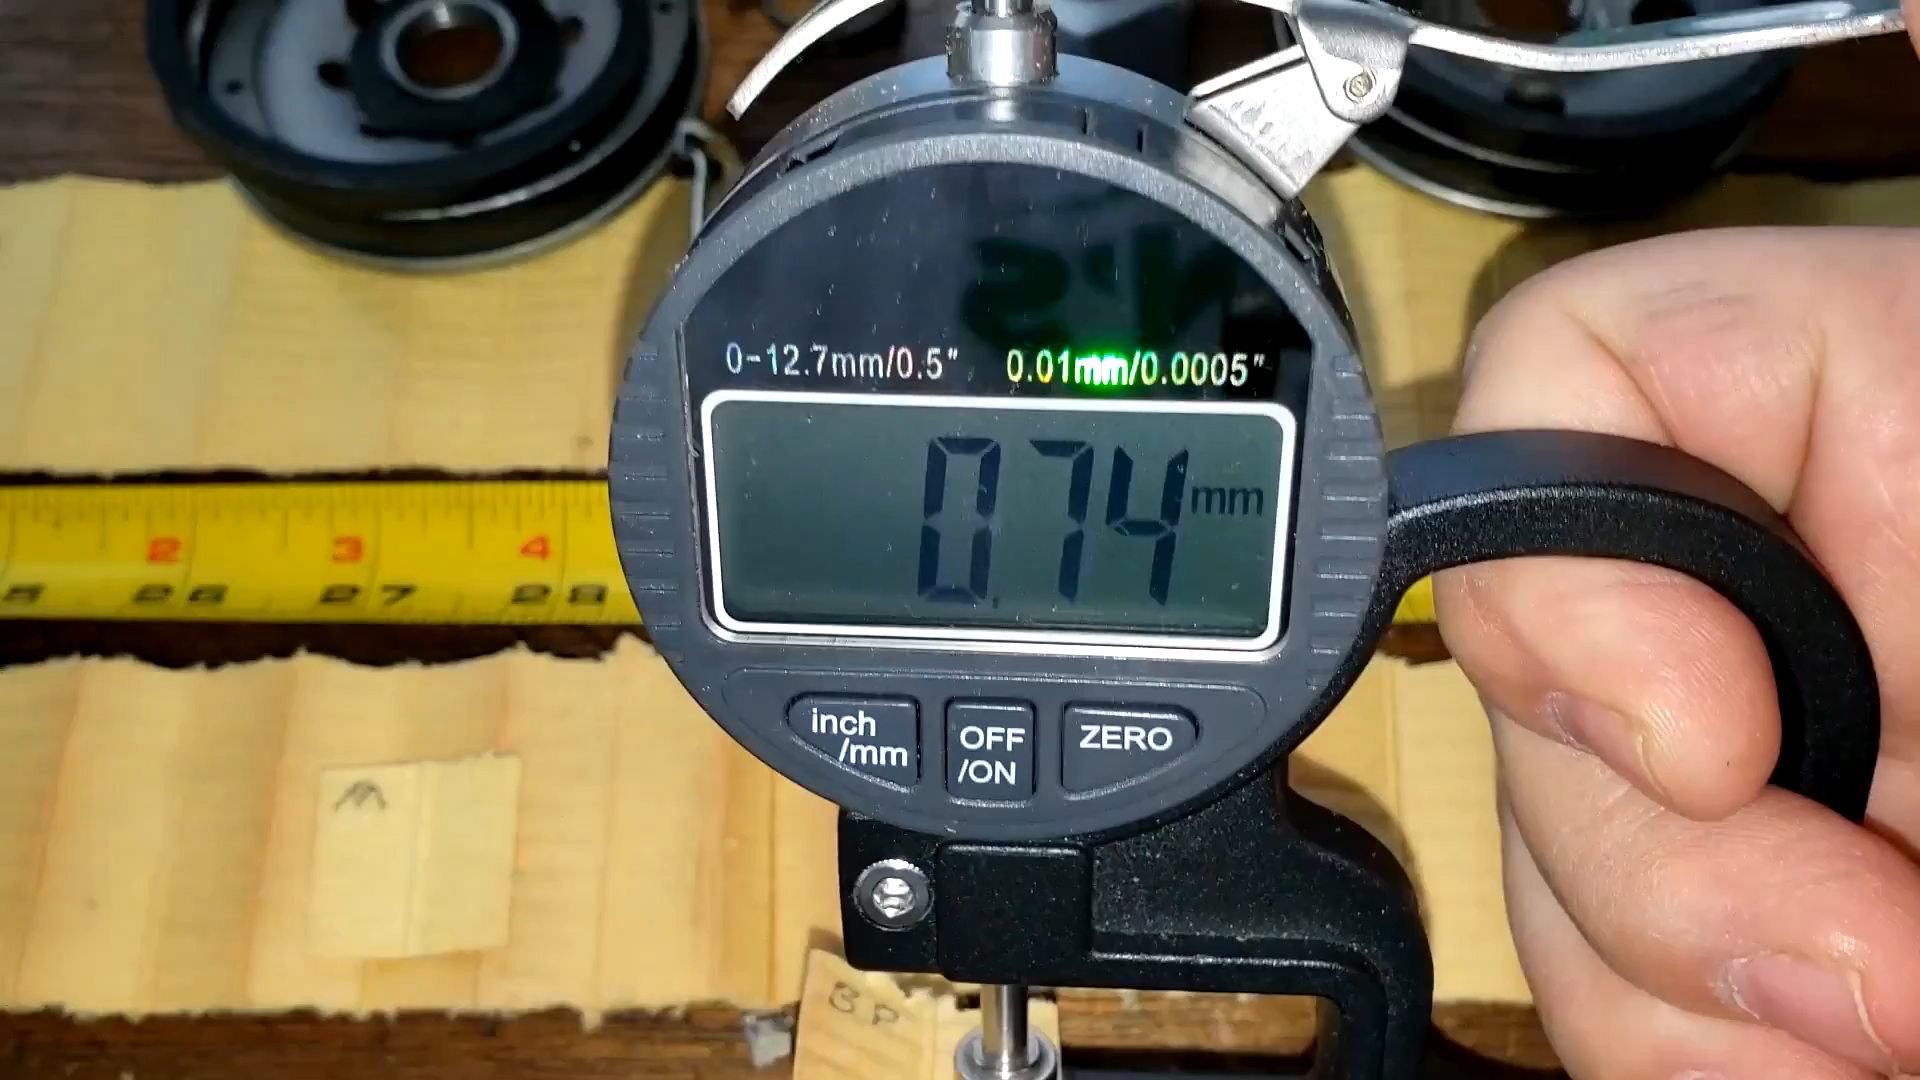 0-12.7mm/0.5" 0.01mm/0.0005"
0.74 mm
2 3 4
26 27 28
inch
/mm
OFF
/ON
ZERO
BP